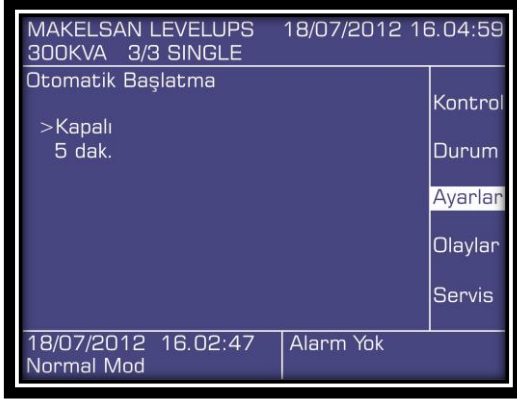 MAKELSAN LEVELUPS 18/07/2012 16.04:59
300KVA 3/3 SINGLE
Otomatik Başlatma
>Kapalı
5 dak.
Kontrol
Durum
Ayarlar
Olaylar
Servis
18/07/2012 16.02:47
Normal Mod
Alarm Yok